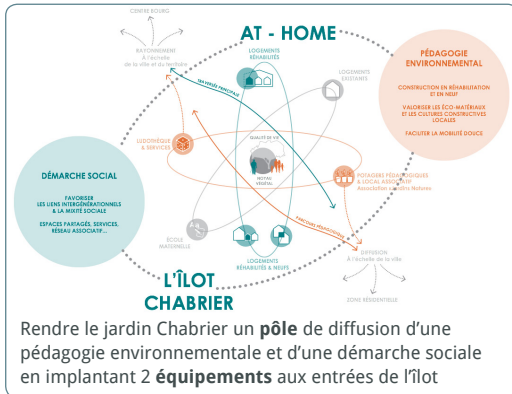 CENTRE BOURG
AT - HOME
RAYONNEMENT
À l'échelle
de la ville et du territoire
LOGEMENTS
RÉHABILITÉS
TRAVERSÉE PRINCIPALE
LOGEMENTS
EXISTANTS
PÉDAGOGIE
ENVIRONNEMENTAL
CONSTRUCTION EN RÉHABILITATION
ET EN NEUF
VALORISER LES ÉCO-MATÉRIAUX
ET LES CULTURES CONSTRUCTIVES
LOCALES
FACILITER LA MOBILITÉ DOUCE
LUDOTHÈQUE
& SERVICES
QUALITÉ DE VIE
NOYAU
VÉGÉTAL
POTAGERS PÉDAGOGIQUES
& LOCAL ASSOCIATIF
DÉMARCHE SOCIAL
FAVORISER
LES LIENS INTERGÉNÉRATIONNELS
& LA MIXITÉ SOCIALE
ESPACES PARTAGÉS, SERVICES,
RÉSEAU ASSOCIATIF...
ÉCOLE
MATERNELLE
PARCOURS PÉDAGOGIQUE
LOGEMENTS
RÉHABILITÉS & NEUFS
DIFFUSION
À l'échelle de la ville
ZONE RÉSIDENTIELLE
L'ÎLOT
CHABRIER
Rendre le jardin Chabrier un pôle de diffusion d'une
pédagogie environnementale et d'une démarche sociale
en implantant 2 équipements aux entrées de l'îlot